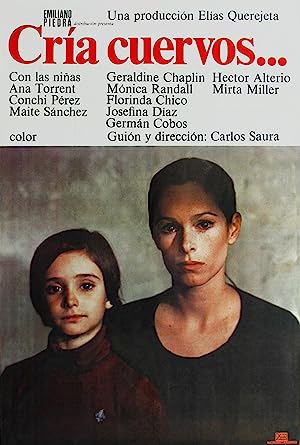 EMILIANO
PIEDRA
distribución presenta
Una producción Elías Querejeta
Cría cuervos...
Con las niñas
Ana Torrent
Conchi Pérez
Maite Sánchez
Geraldine Chaplin
Mónica Randall
Florinda Chico
Josefina Díaz
Germán Cobos
Hector Alterio
Mirta Miller
color
Guión y dirección: Carlos Saura